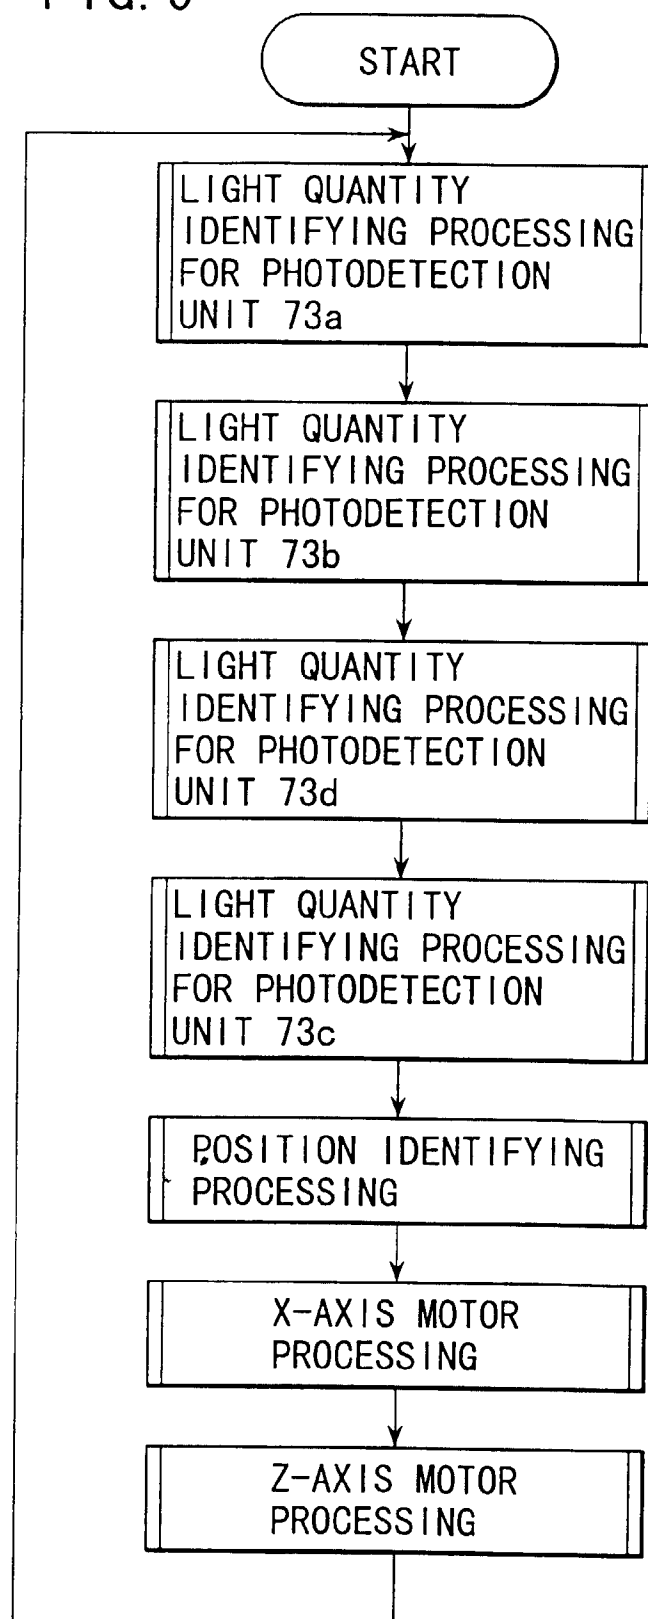 START
LIGHT QUANTITY
IDENTIFYING PROCESSING
FOR PHOTODETECTION
UNIT 73a
LIGHT QUANTITY
IDENTIFYING PROCESSING
FOR PHOTODETECTION
UNIT 73b
LIGHT QUANTITY
IDENTIFYING PROCESSING
FOR PHOTODETECTION
UNIT 73d
LIGHT QUANTITY
IDENTIFYING PROCESSING
FOR PHOTODETECTION
UNIT 73c
POSITION IDENTIFYING
PROCESSING
X-AXIS MOTOR
PROCESSING
Z-AXIS MOTOR
PROCESSING